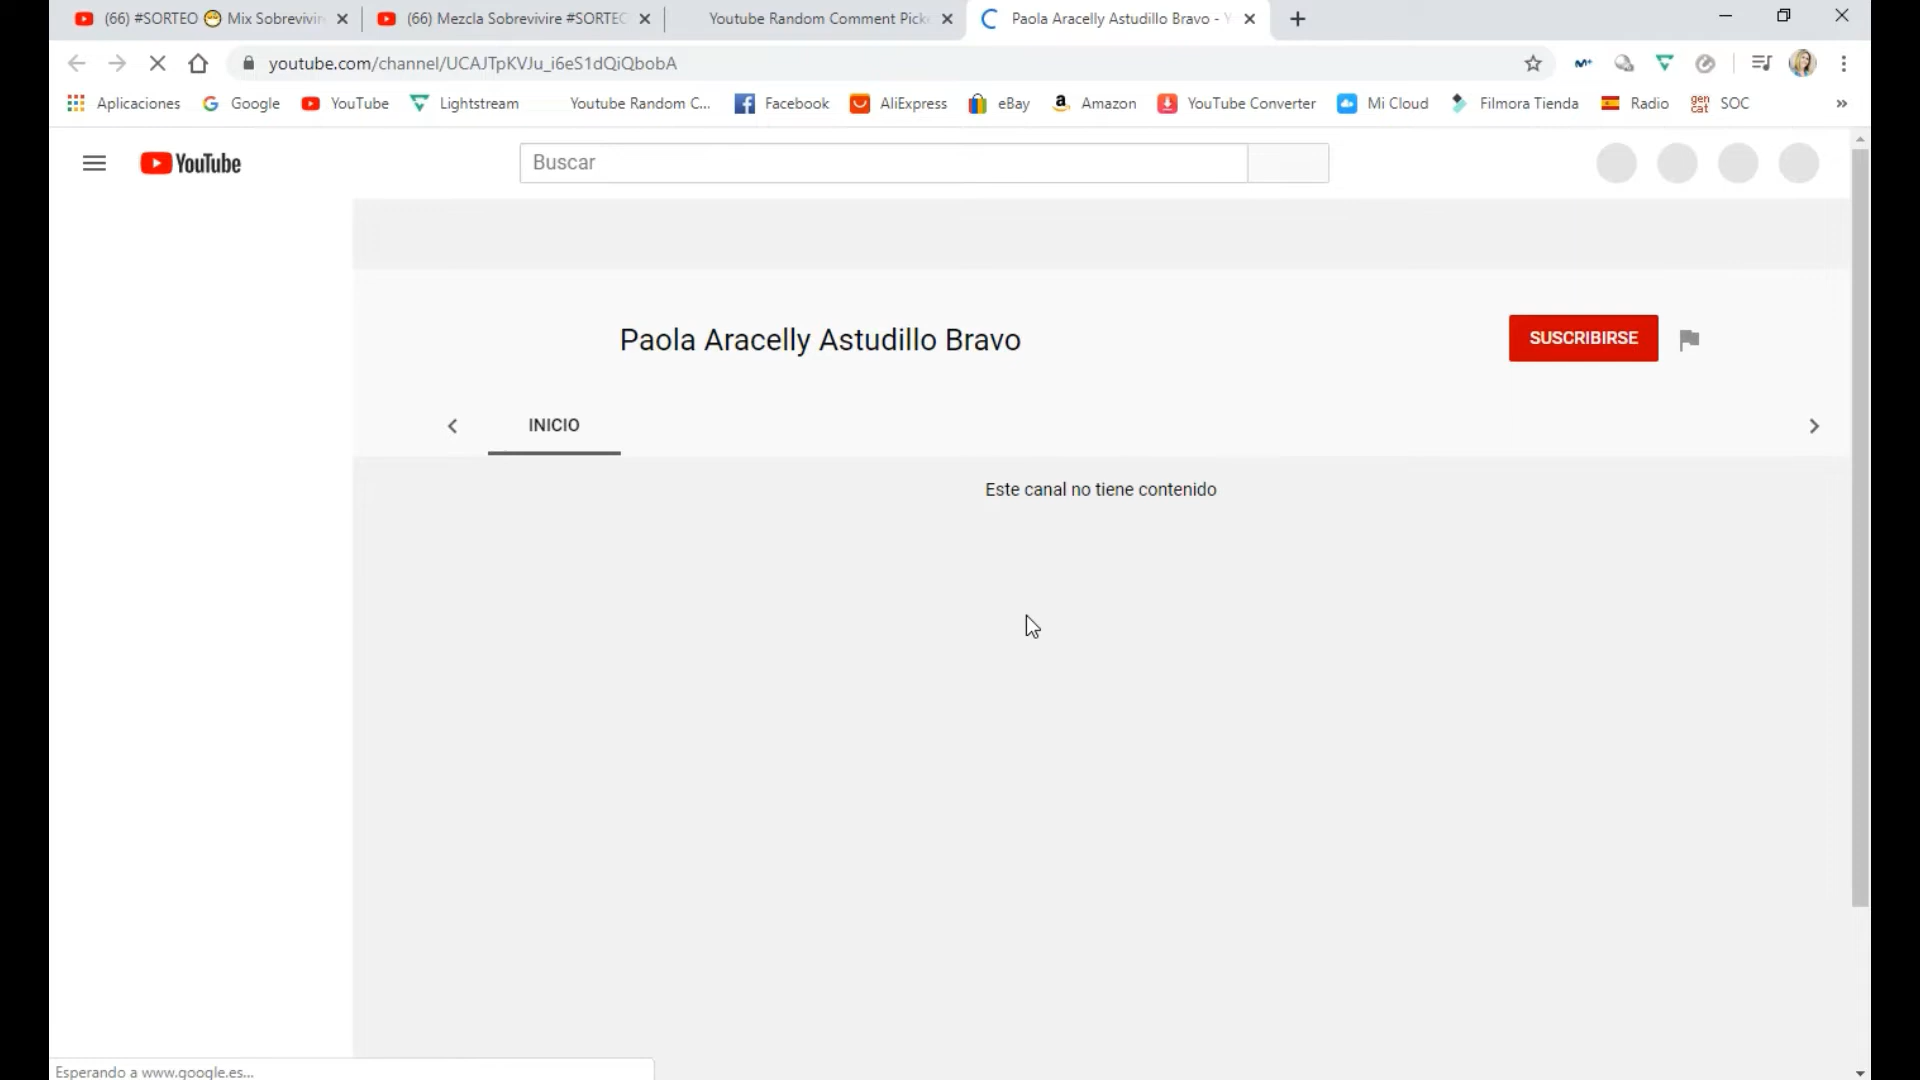 (66) #SORTEO 😁 Mix Sobrevivir
(66) Mezcla Sobrevivire #SORTEO
Youtube Random Comment Picke
Paola Aracelly Astudillo Bravo - Y
youtube.com/channel/UCAJTpKVJu_i6eS1dQiQbobA
Aplicaciones
Google
YouTube
Lightstream
Youtube Random C...
Facebook
AliExpress
eBay
Amazon
YouTube Converter
Mi Cloud
Filmora Tienda
Radio
gencat SOC
YouTube
Buscar
Paola Aracelly Astudillo Bravo
SUSCRIBIRSE
INICIO
Este canal no tiene contenido
Esperando a www.google.es...